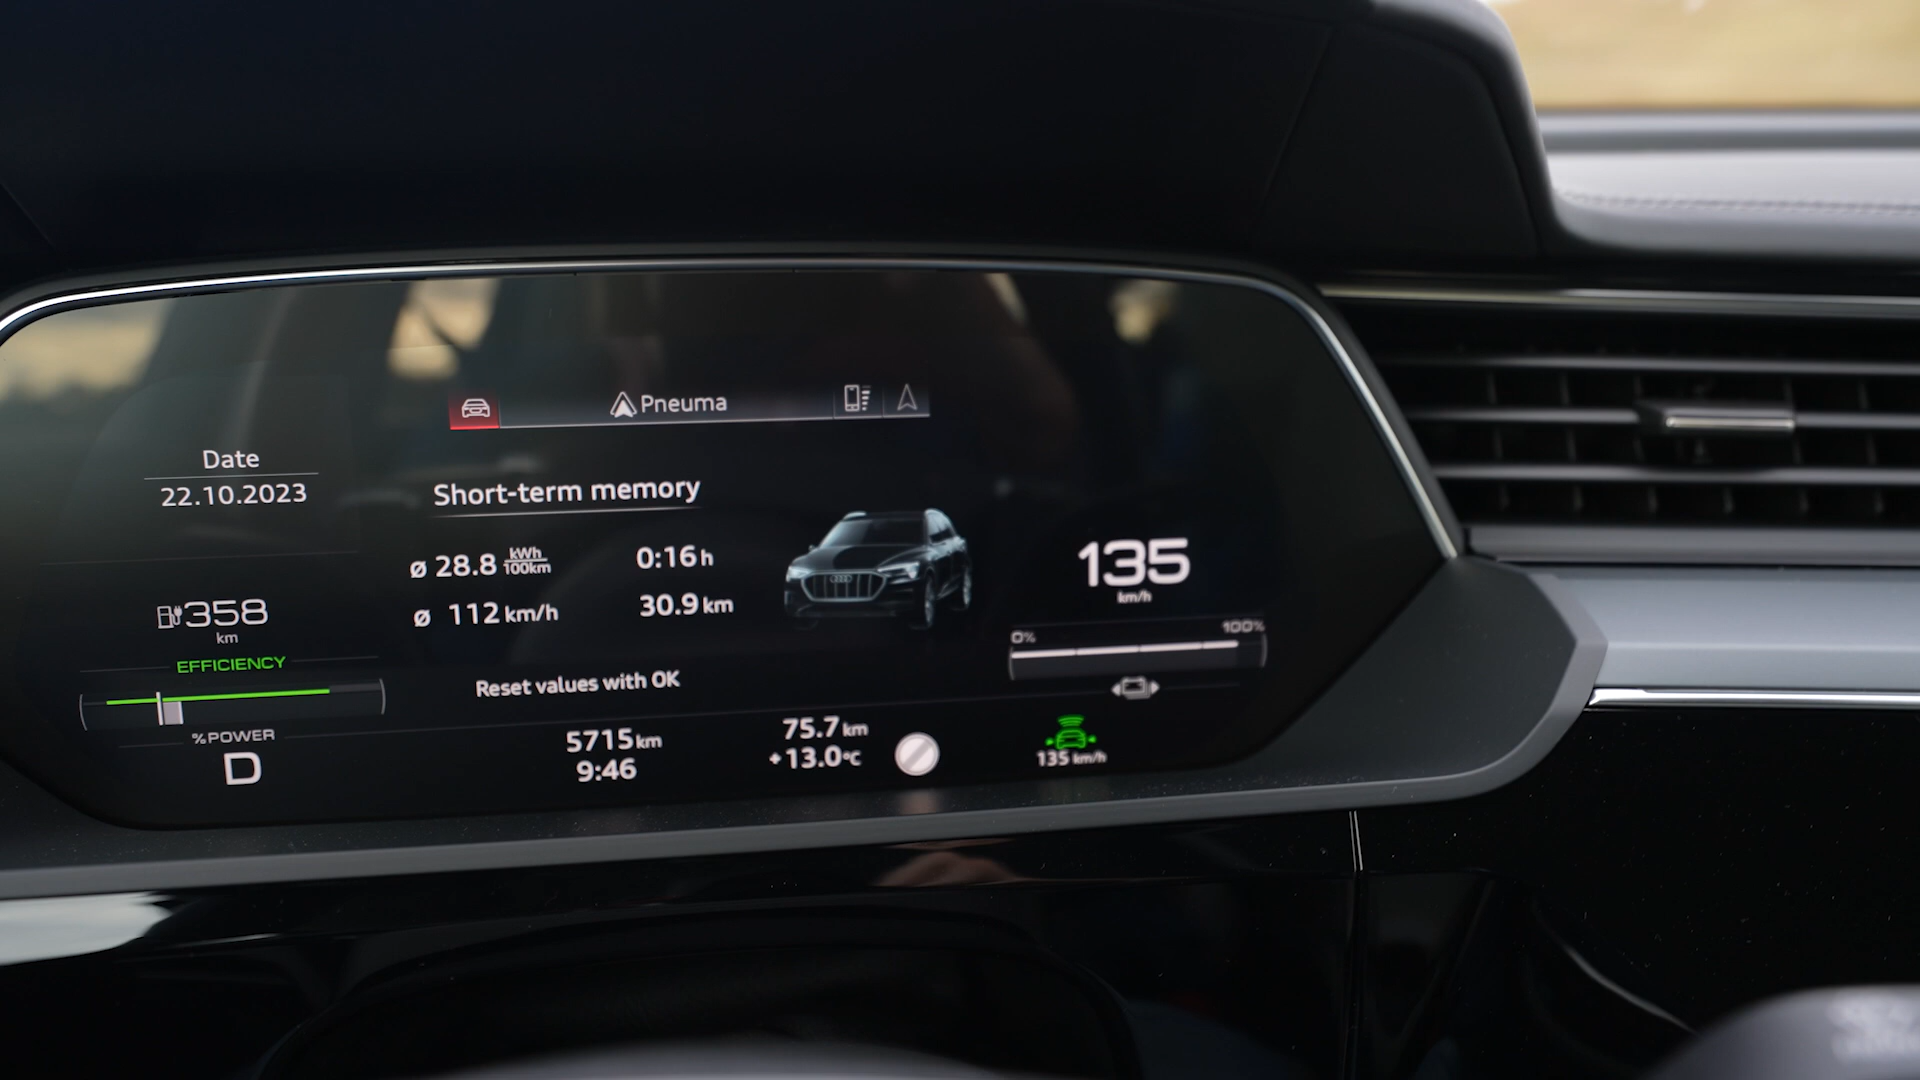 Pneuma
Date
22.10.2023
Short-term memory
ø 28.8 kWh/100km
0:16 h
ø 112 km/h
30.9 km
358
km
EFFICIENCY
% POWER
D
Reset values with OK
135
km/h
0%
100%
5715 km
9:46
75.7 km
+13.0°C
135 km/h